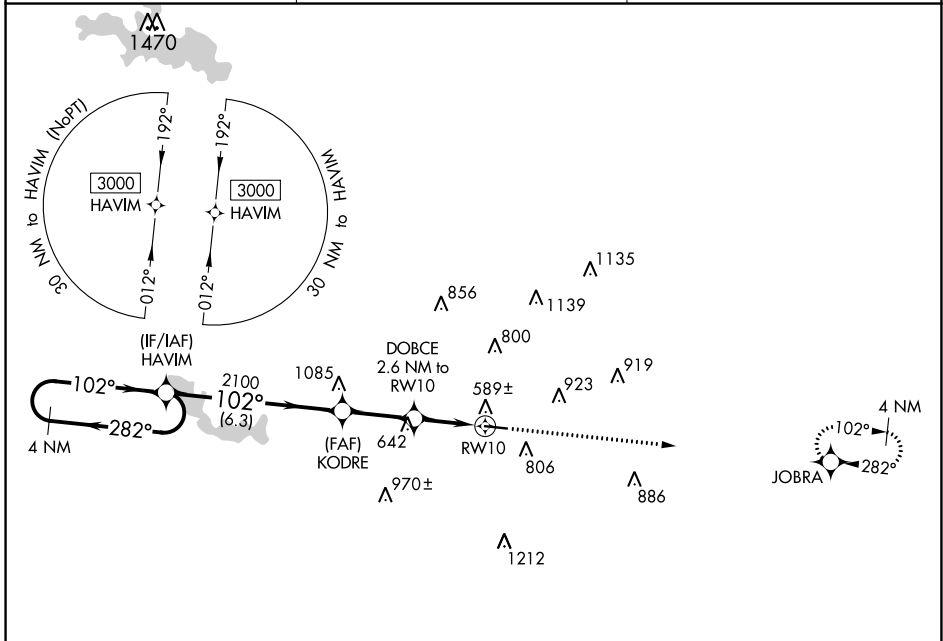 1470
30 NM to HAVIM (NoPT)
192°
3000
HAVIM
012°
192°
3000
HAVIM
012°
30 NM to HAVIM
1135
1139
856
800
(IF/IAF)
HAVIM
DOBCE
2.6 NM to
RW10
1085
589±
923
919
102°
2100
102°
(6.3)
282°
4 NM
(FAF)
KODRE
642
RW10
806
970±
886
1212
4 NM
102°
282°
JOBRA